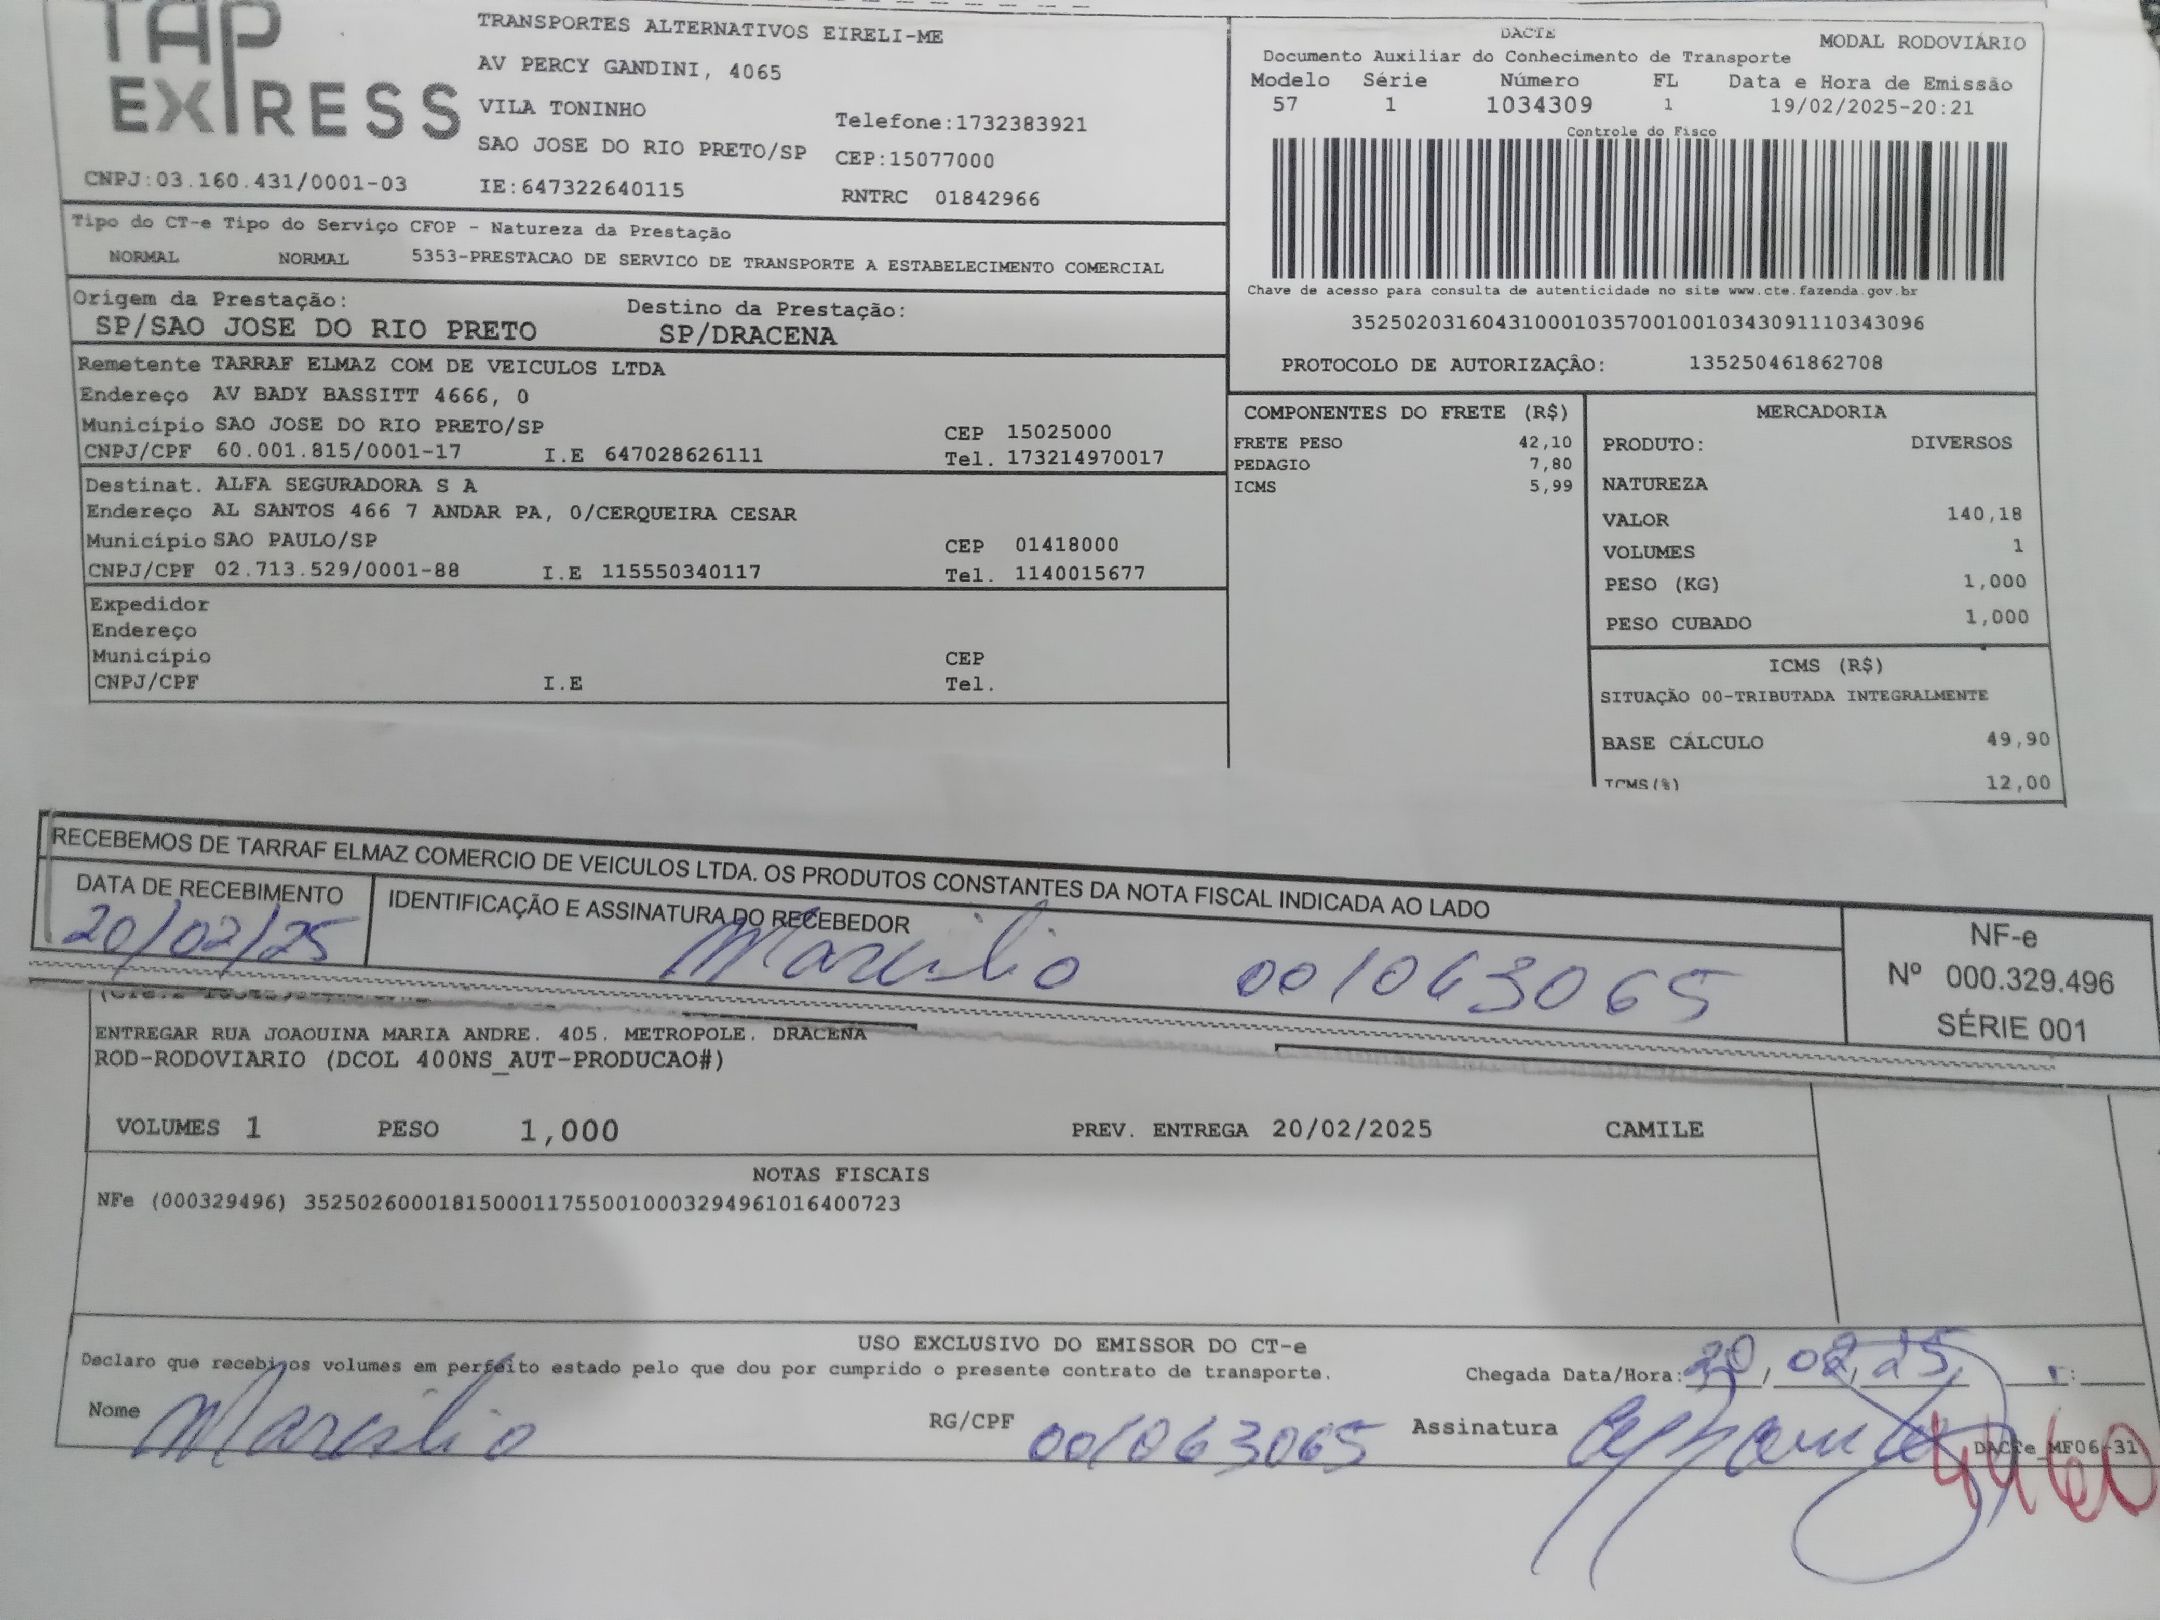 TAP EXPRESS
TRANSPORTES ALTERNATIVOS EIRELI-ME
AV PERCY GANDINI, 4065
VILA TONINHO
Telefone:1732383921
SAO JOSE DO RIO PRETO/SP CEP:15077000
CNPJ:03.160.431/0001-03 IE:647322640115 RNTRC 01842966
DACTE MODAL RODOVIÁRIO
Documento Auxiliar do Conhecimento de Transporte
Modelo Série Número FL Data e Hora de Emissão
57 1 1034309 1 19/02/2025-20:21
Controle do Fisco
Chave de acesso para consulta de autenticidade no site www.cte.fazenda.gov.br
35250203160431000103570010010343091110343096
PROTOCOLO DE AUTORIZAÇÂO: 135250461862708
Tipo do CT-e Tipo do Serviço CFOP - Natureza da Prestação
NORMAL NORMAL 5353-PRESTACAO DE SERVICO DE TRANSPORTE A ESTABELECIMENTO COMERCIAL
Origem da Prestação: Destino da Prestação:
SP/SAO JOSE DO RIO PRETO SP/DRACENA
Remetente TARRAF ELMAZ COM DE VEICULOS LTDA
Endereço AV BADY BASSITT 4666, 0
Município SAO JOSE DO RIO PRETO/SP CEP 15025000
CNPJ/CPF 60.001.815/0001-17 I.E 647028626111 Tel. 173214970017
Destinat. ALFA SEGURADORA S A
Endereço AL SANTOS 466 7 ANDAR PA, 0/CERQUEIRA CESAR
Município SAO PAULO/SP CEP 01418000
CNPJ/CPF 02.713.529/0001-88 I.E 115550340117 Tel. 1140015677
Expedidor
Endereço
Município CEP
CNPJ/CPF I.E Tel.
COMPONENTES DO FRETE (R$)
FRETE PESO 42,10
PEDAGIO 7,80
ICMS 5,99
MERCADORIA
PRODUTO: DIVERSOS
NATUREZA
VALOR 140,18
VOLUMES 1
PESO (KG) 1,000
PESO CUBADO 1,000
ICMS (R$)
SITUAÇÃO 00-TRIBUTADA INTEGRALMENTE
BASE CÁLCULO 49,90
ICMS(%) 12,00
RECEBEMOS DE TARRAF ELMAZ COMERCIO DE VEICULOS LTDA. OS PRODUTOS CONSTANTES DA NOTA FISCAL INDICADA AO LADO
DATA DE RECEBIMENTO IDENTIFICAÇÃO E ASSINATURA DO RECEBEDOR
20/02/25 Marcilio 001063065
NF-e
Nº 000.329.496
SÉRIE 001
ENTREGAR RUA JOAQUINA MARIA ANDRE. 405. METROPOLE. DRACENA
ROD-RODOVIARIO (DCOL 400NS_AUT-PRODUCAO#)
VOLUMES 1 PESO 1,000 PREV. ENTREGA 20/02/2025 CAMILE
NOTAS FISCAIS
NFe (000329496) 35250260001815000117550010003294961016400723
USO EXCLUSIVO DO EMISSOR DO CT-e
Declaro que recebi os volumes em perfeito estado pelo que dou por cumprido o presente contrato de transporte.
Chegada Data/Hora: 20, 02, 25, :
Nome Marcilio RG/CPF 001063065 Assinatura
DACTe MF06-31
4460